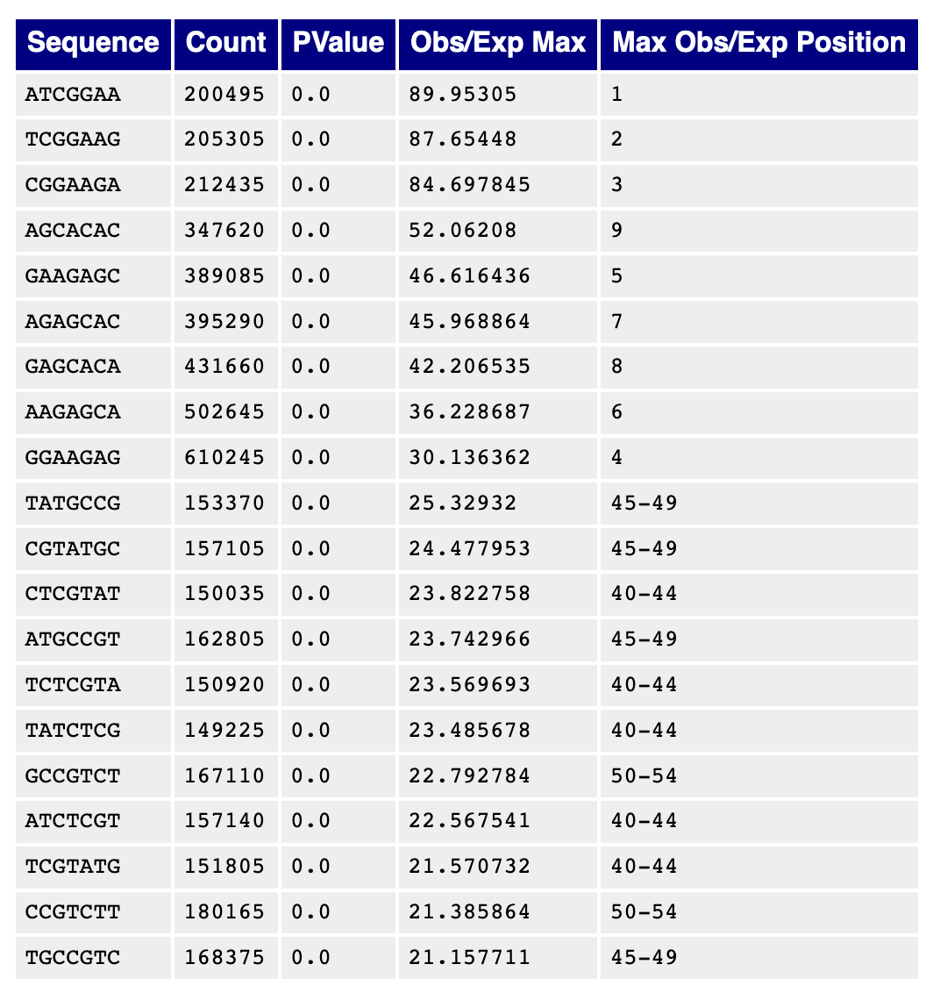 Sequence Count PValue Obs/Exp Max Max Obs/Exp Position
ATCGGAA 200495 0.0 89.95305 1
TCGGAAG 205305 0.0 87.65448 2
CGGAAGA 212435 0.0 84.697845 3
AGCACAC 347620 0.0 52.06208 9
GAAGAGC 389085 0.0 46.616436 5
AGAGCAC 395290 0.0 45.968864 7
GAGCACA 431660 0.0 42.206535 8
AAGAGCA 502645 0.0 36.228687 6
GGAAGAG 610245 0.0 30.136362 4
TATGCCG 153370 0.0 25.32932 45-49
CGTATGC 157105 0.0 24.477953 45-49
CTCGTAT 150035 0.0 23.822758 40-44
ATGCCGT 162805 0.0 23.742966 45-49
TCTCGTA 150920 0.0 23.569693 40-44
TATCTCG 149225 0.0 23.485678 40-44
GCCGTCT 167110 0.0 22.792784 50-54
ATCTCGT 157140 0.0 22.567541 40-44
TCGTATG 151805 0.0 21.570732 40-44
CCGTCTT 180165 0.0 21.385864 50-54
TGCCGTC 168375 0.0 21.157711 45-49